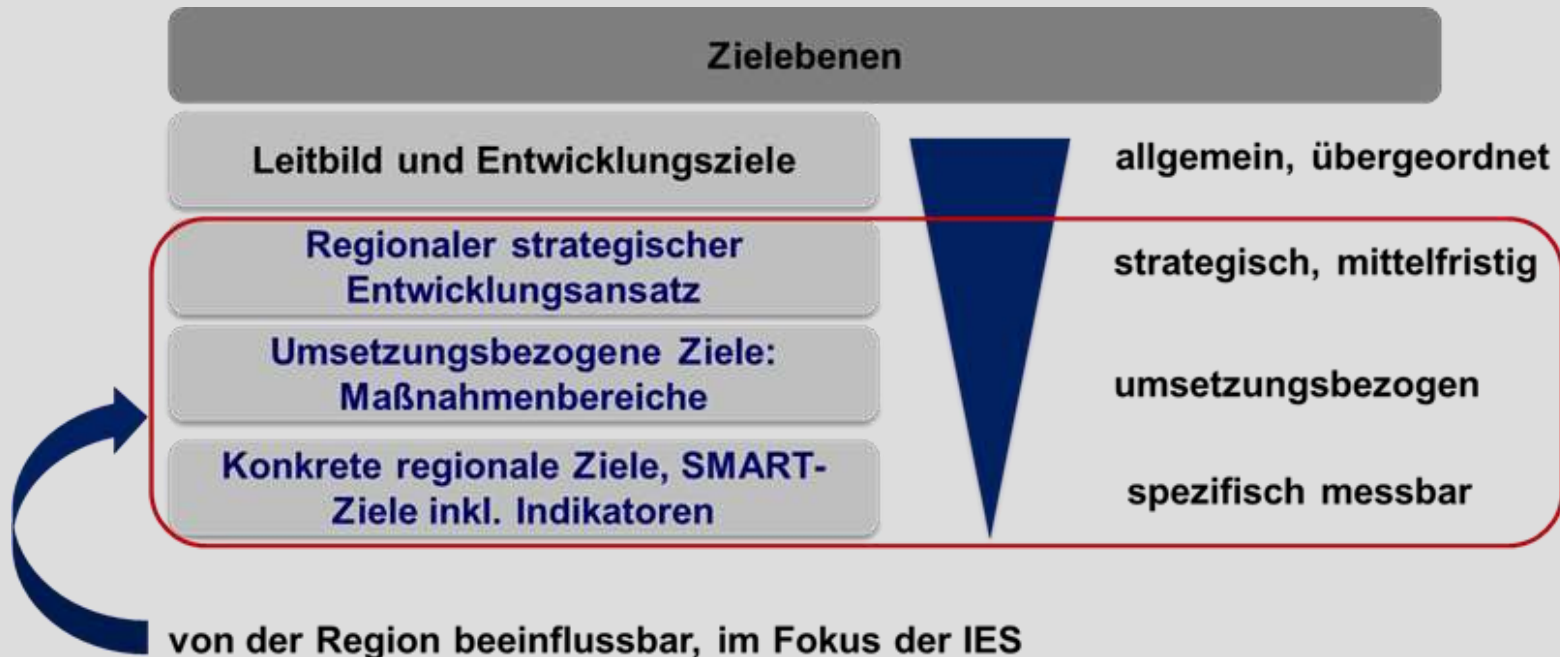 Zielebenen
Leitbild und Entwicklungsziele
allgemein, übergeordnet
Regionaler strategischer
Entwicklungsansatz
strategisch, mittelfristig
Umsetzungsbezogene Ziele:
Maßnahmenbereiche
umsetzungsbezogen
Konkrete regionale Ziele, SMART-
Ziele inkl. Indikatoren
spezifisch messbar
von der Region beeinflussbar, im Fokus der IES